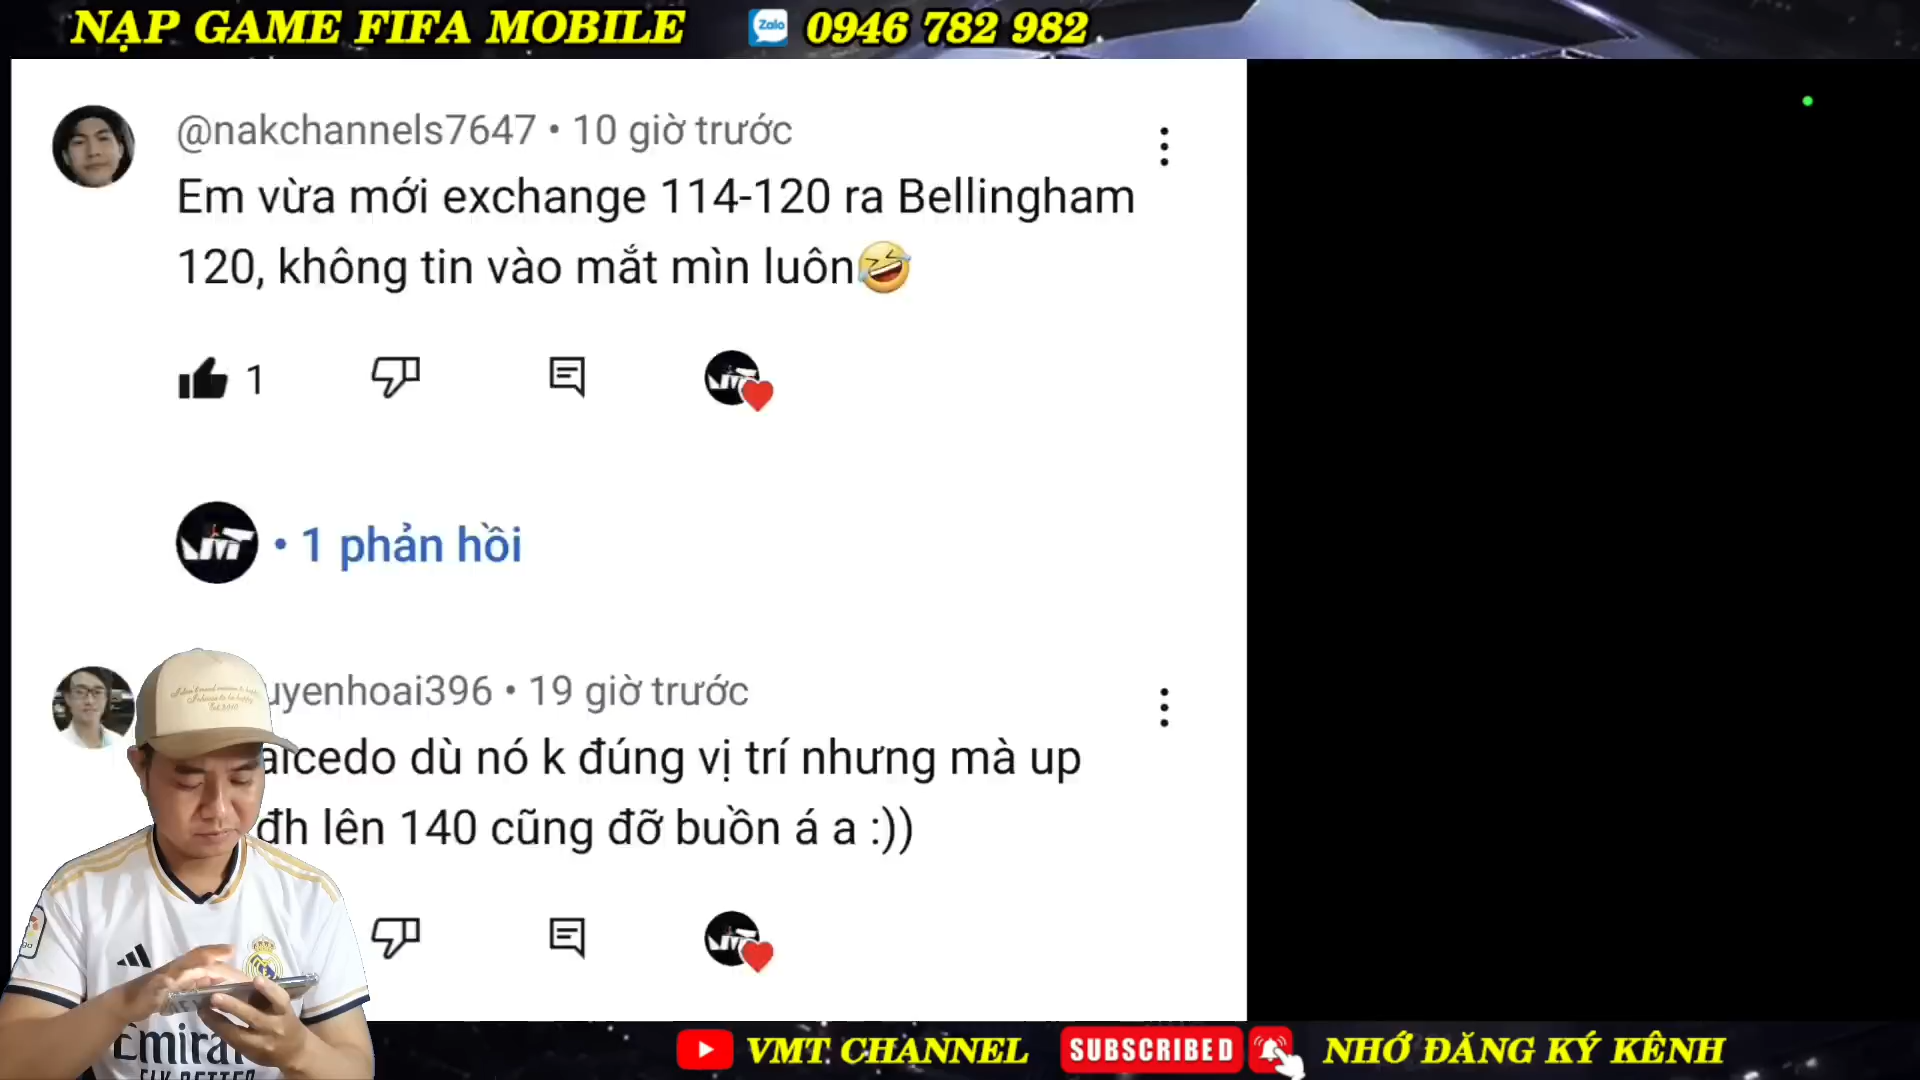 NẠP GAME FIFA MOBILE Zalo 0946 782 982
@nakchannels7647 • 10 giờ trước
Em vừa mới exchange 114-120 ra Bellingham
120, không tin vào mắt mìn luôn🤣
1
• 1 phản hồi
uyenhoai396 • 19 giờ trước
aicedo dù nó k đúng vị trí nhưng mà up
đh lên 140 cũng đỡ buồn á a :))
Emira
FLY BETTER
VMT CHANNEL SUBSCRIBED NHỚ ĐĂNG KÝ KÊNH